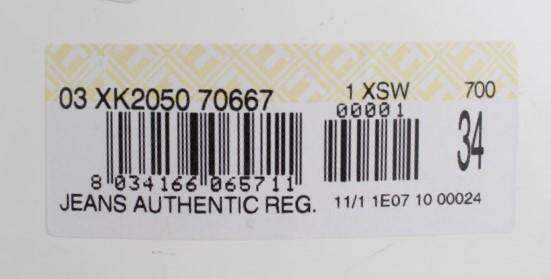 03 XK2050 70667 1 XSW 700
00001
34
8 034166 065711
JEANS AUTHENTIC REG. 11/1 1E07 10 00024